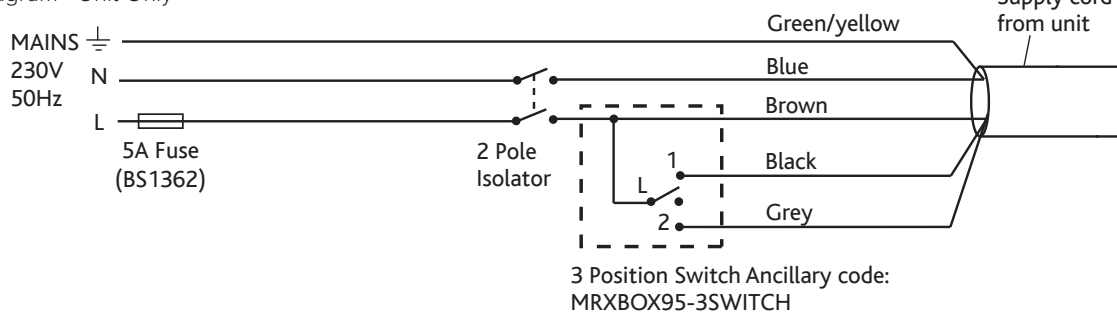 Unit Only
Supply cord
from unit
Green/yellow
MAINS
230V
50Hz
N
Blue
L
Brown
5A Fuse
(BS1362)
2 Pole
Isolator
1
Black
L
2
Grey
3 Position Switch Ancillary code:
MRXBOX95-3SWITCH